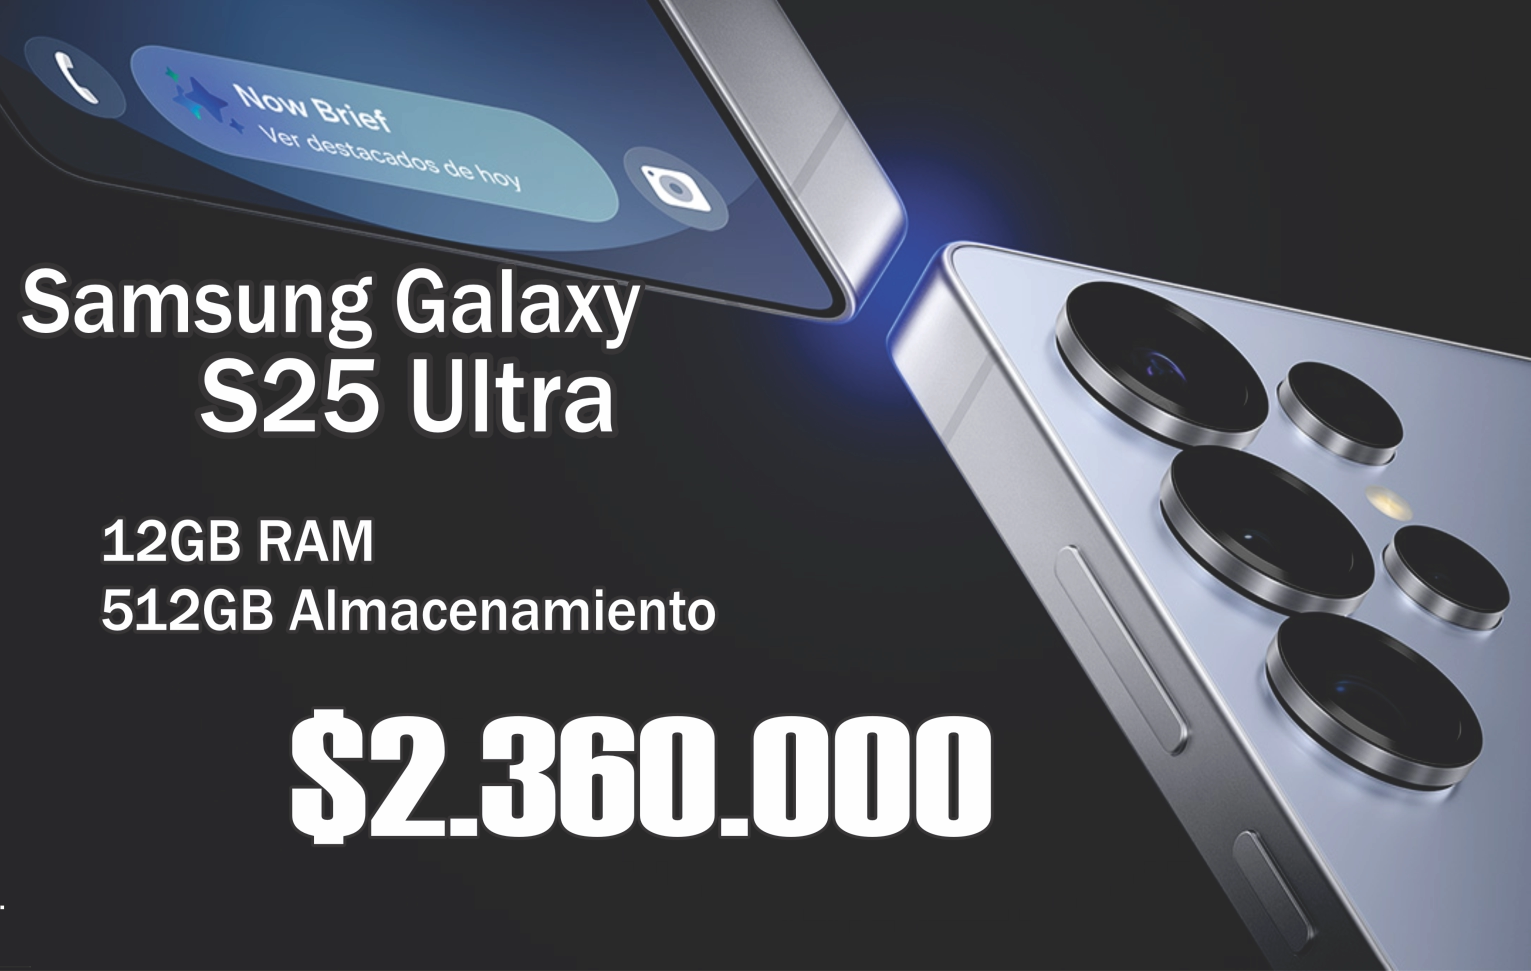 Now Brief
Ver destacados de hoy
Samsung Galaxy
S25 Ultra
12GB RAM
512GB Almacenamiento
$2.360.000
.